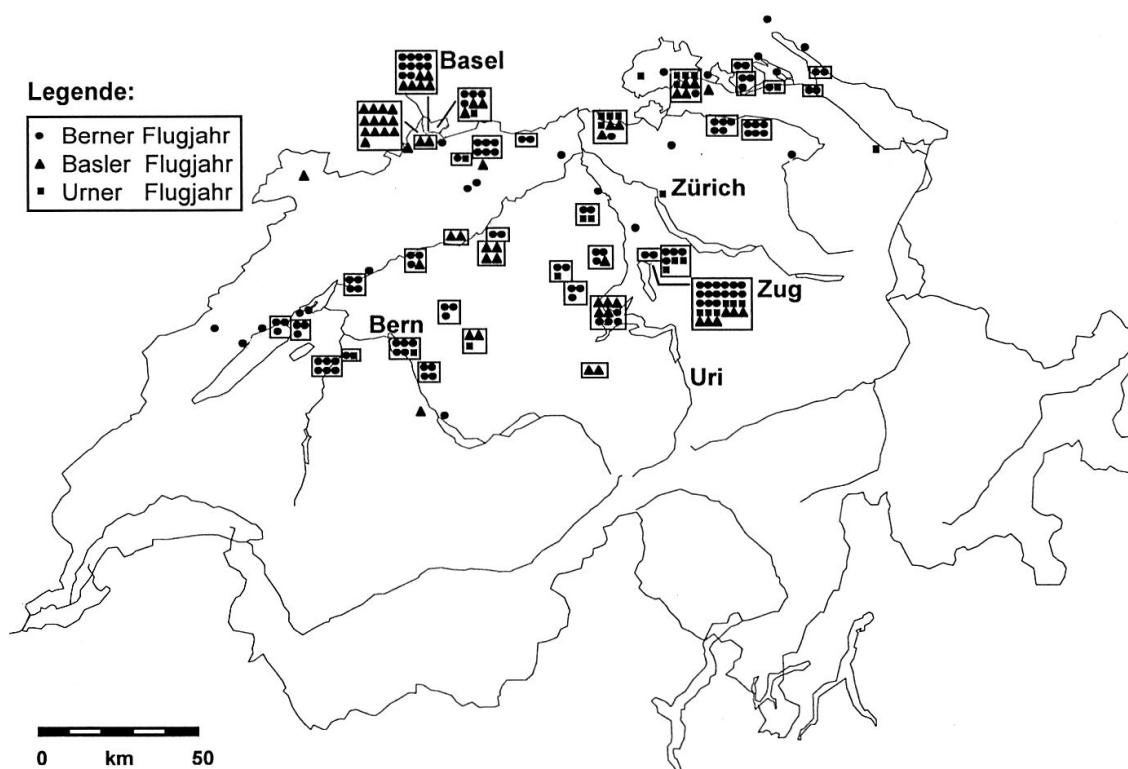 Basel
Legende:
Berner Flugjahr
Basler Flugjahr
Urner Flugjahr
Zürich
Zug
Bern
Uri
0 km 50